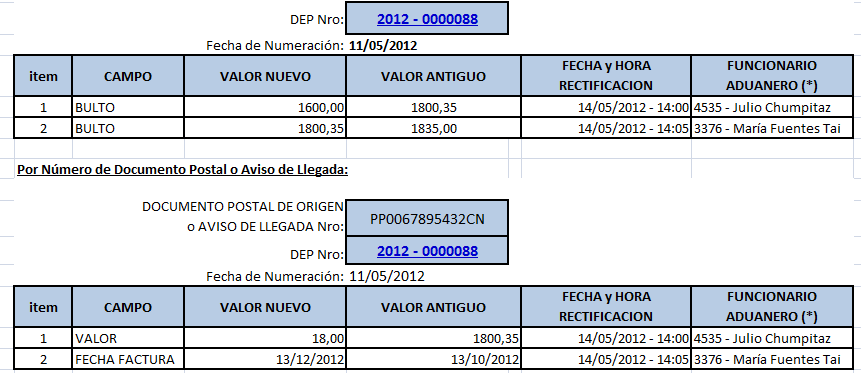 DEP Nro: 2012 - 0000088
Fecha de Numeración: 11/05/2012
item CAMPO VALOR NUEVO VALOR ANTIGUO FECHA y HORA RECTIFICACION FUNCIONARIO ADUANERO (*)
1 BULTO 1600,00 1800,35 14/05/2012 - 14:00 4535 - Julio Chumpitaz
2 BULTO 1800,35 1835,00 14/05/2012 - 14:05 3376 - María Fuentes Tai
Por Número de Documento Postal o Aviso de Llegada:
DOCUMENTO POSTAL DE ORIGEN
o AVISO DE LLEGADA Nro: PP0067895432CN
DEP Nro: 2012 - 0000088
Fecha de Numeración: 11/05/2012
item CAMPO VALOR NUEVO VALOR ANTIGUO FECHA y HORA RECTIFICACION FUNCIONARIO ADUANERO (*)
1 VALOR 18,00 1800,35 14/05/2012 - 14:00 4535 - Julio Chumpitaz
2 FECHA FACTURA 13/12/2012 13/10/2012 14/05/2012 - 14:05 3376 - María Fuentes Tai